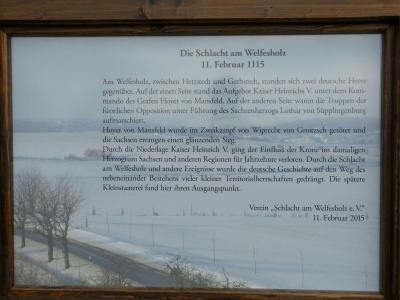 Die Schlacht am Welfesholz
11. Februar 1115
Am Welfesholz, zwischen Hettstedt und Gerbstedt, standen sich zwei deutsche Heere
gegenüber. Auf der einen Seite stand das Aufgebot Kaiser Heinrichs V. unter dem Kom-
mando des Grafen Hoyer von Mansfeld. Auf der anderen Seite waren die Truppen der
fürstlichen Opposition unter Führung des Sachsenherzogs Lothar von Süpplingenburg
aufmarschiert.
Hoyer von Mansfeld wurde im Zweikampf von Wiprecht von Groitzsch getötet und
die Sachsen errangen einen glänzenden Sieg.
Durch die Niederlage Kaiser Heinrich V. ging der Einfluss der Krone im damaligen
Herzogtum Sachsen und anderen Regionen für Jahrzehnte verloren. Durch die Schlacht
am Welfesholz und andere Ereignisse wurde die deutsche Geschichte auf den Weg des
nebeneinander Bestehens vieler kleiner Territorialherrschaften gedrängt. Die spätere
Kleinstaaterei fand hier ihren Ausgangspunkt.
Verein „Schlacht am Welfesholz e. V."
11. Februar 2015